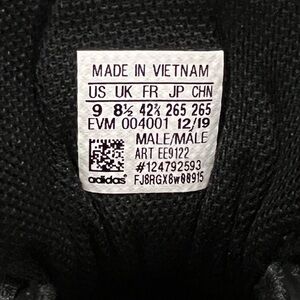 MADE IN VIETNAM
US UK FR JP CHN
9 8½ 42⅔ 265 265
EVM 004001 12/19
MALE/MALE
ART EE9122
#124792593
adidas FJ8RGX8w08915